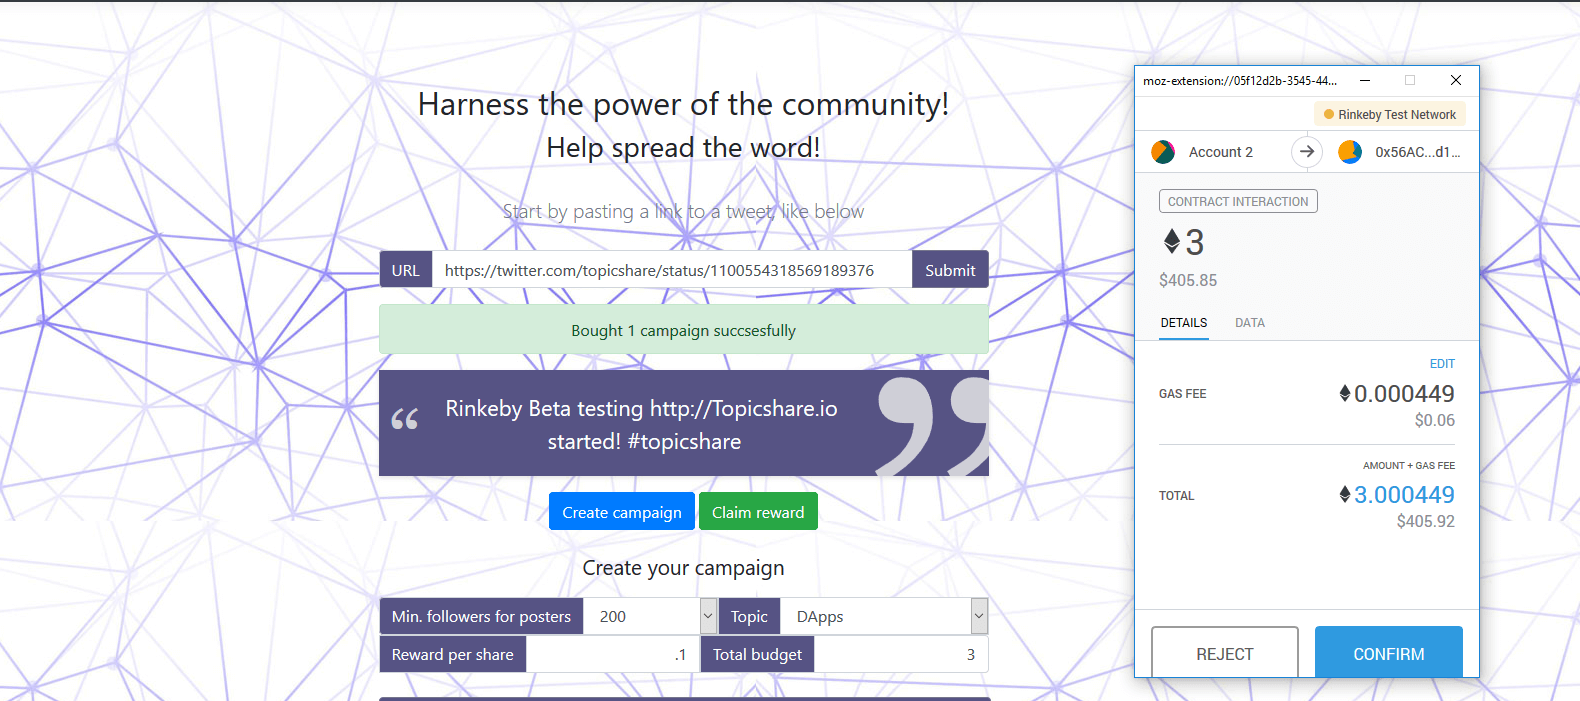 Harness the power of the community!
Help spread the word!
Start by pasting a link to a tweet, like below
URL https://twitter.com/topicshare/status/1100554318569189376 Submit
Bought 1 campaign succsesfully
“ Rinkeby Beta testing http://Topicshare.io
started! #topicshare ”
Create campaign Claim reward
Create your campaign
Min. followers for posters 200 Topic DApps
Reward per share .1 Total budget 3
moz-extension://05f12d2b-3545-44...
Rinkeby Test Network
Account 2 0x56AC...d1...
CONTRACT INTERACTION
3
$405.85
DETAILS DATA
EDIT
GAS FEE 0.000449
$0.06
AMOUNT + GAS FEE
TOTAL 3.000449
$405.92
REJECT CONFIRM